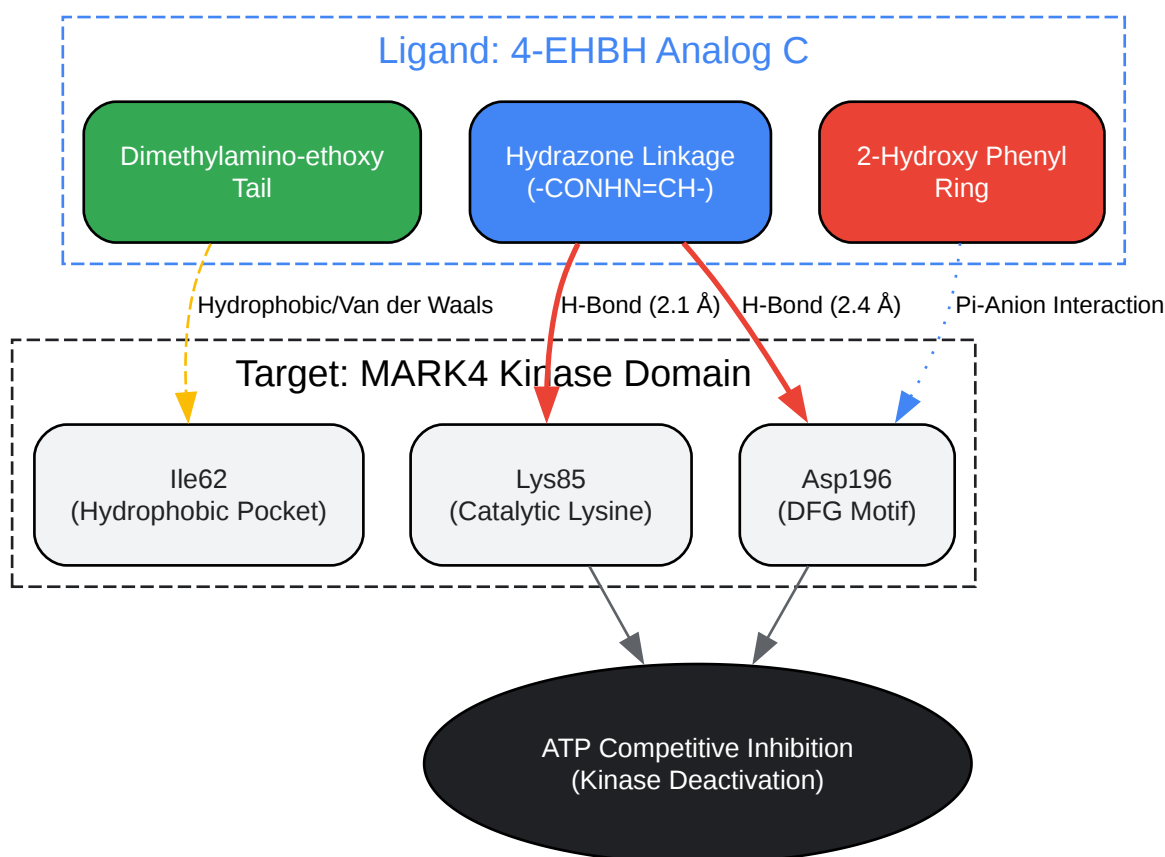 Ligand: 4-EHBH Analog C
Dimethylamino-ethoxy
Tail
Hydrazone Linkage
(-CONHN=CH-)
2-Hydroxy Phenyl
Ring
Hydrophobic/Van der Waals
H-Bond (2.1 Å)
H-Bond (2.4 Å)
Pi-Anion Interaction
Target: MARK4 Kinase Domain
Ile62
(Hydrophobic Pocket)
Lys85
(Catalytic Lysine)
Asp196
(DFG Motif)
ATP Competitive Inhibition
(Kinase Deactivation)